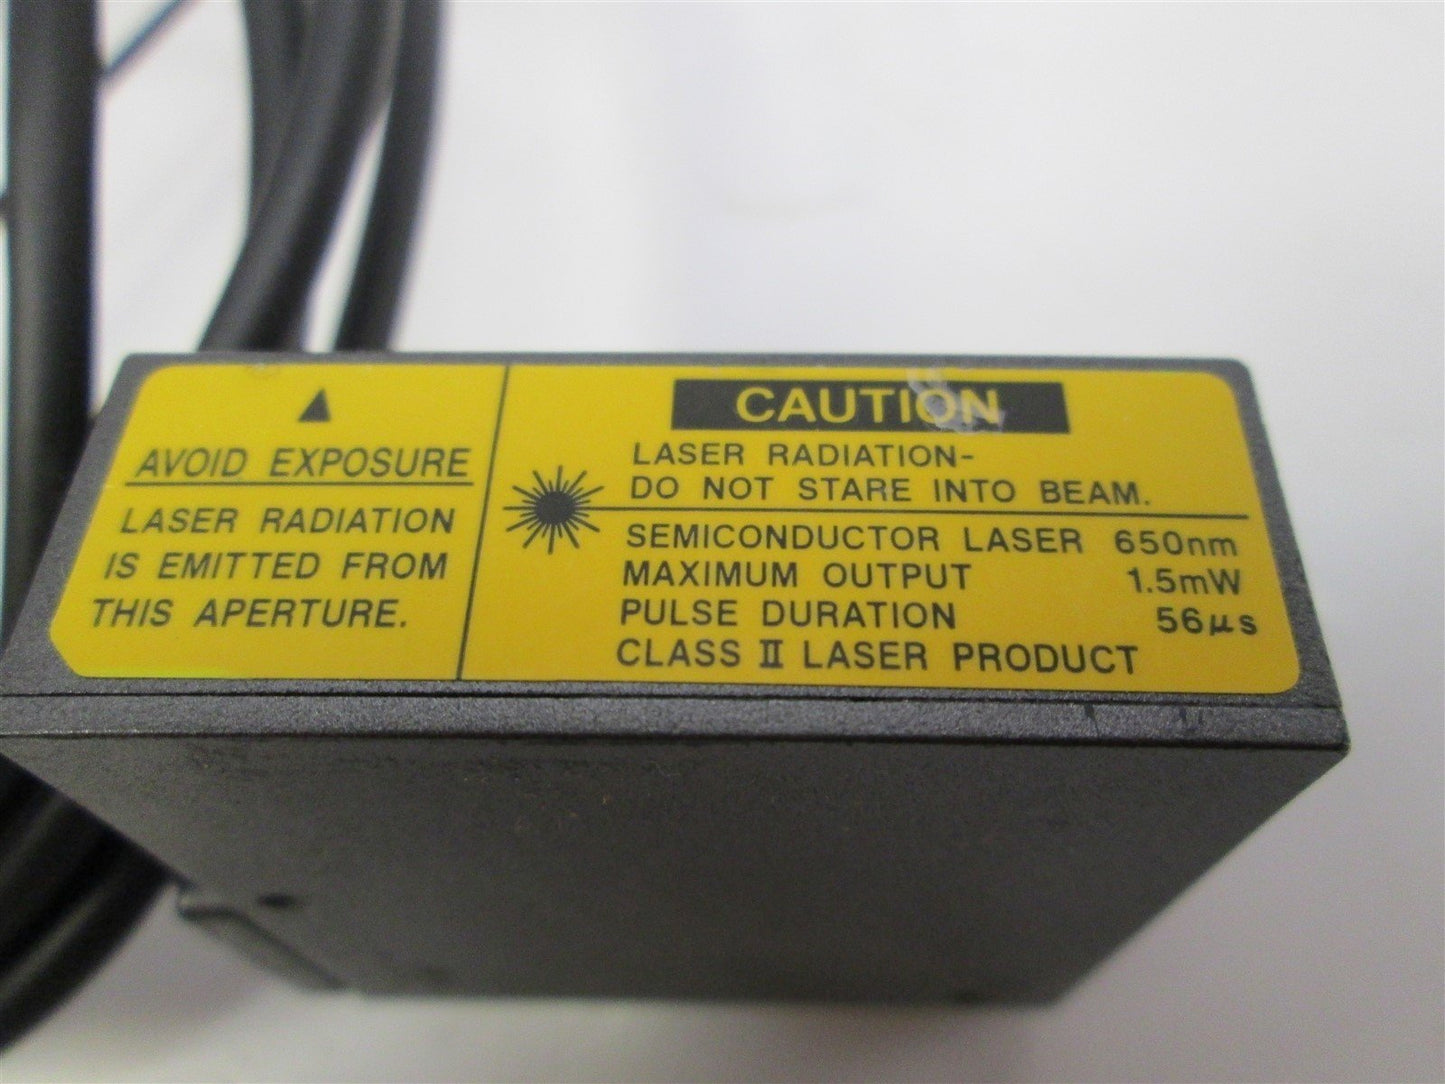 ▲
AVOID EXPOSURE
LASER RADIATION
IS EMITTED FROM
THIS APERTURE.
CAUTION
LASER RADIATION-
DO NOT STARE INTO BEAM.
SEMICONDUCTOR LASER 650nm
MAXIMUM OUTPUT 1.5mW
PULSE DURATION 56μs
CLASS II LASER PRODUCT